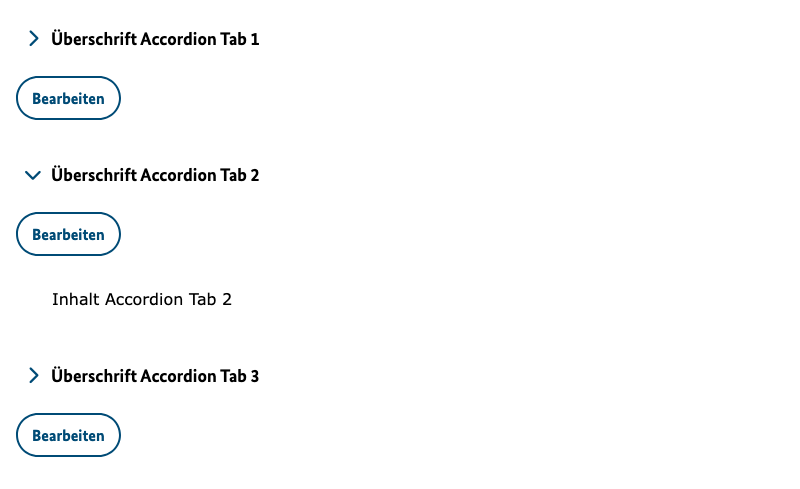 Überschrift Accordion Tab 1
Bearbeiten
Überschrift Accordion Tab 2
Bearbeiten
Inhalt Accordion Tab 2
Überschrift Accordion Tab 3
Bearbeiten